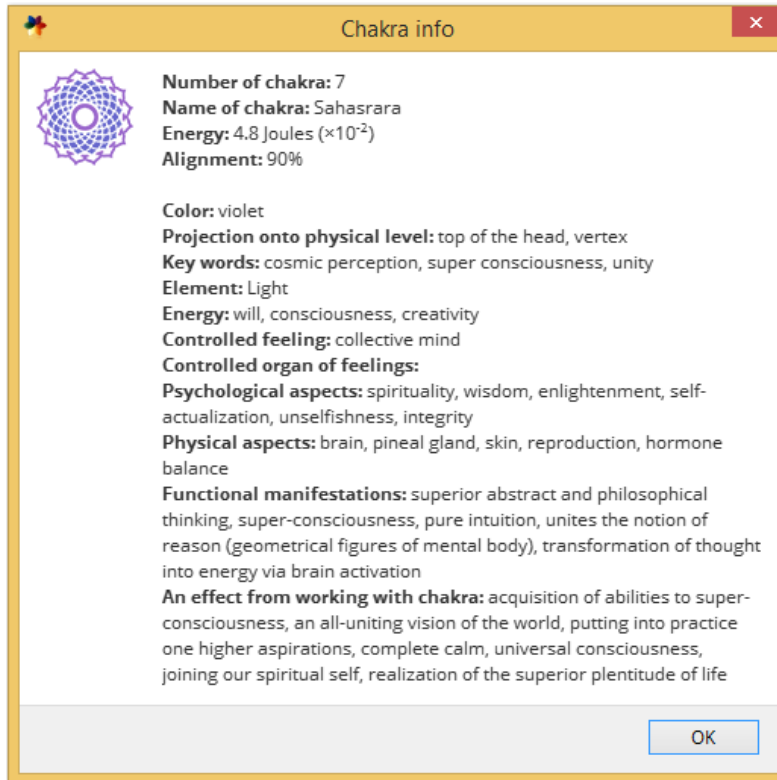 Chakra info
Number of chakra: 7
Name of chakra: Sahasrara
Energy: 4.8 Joules (×10⁻²)
Alignment: 90%
Color: violet
Projection onto physical level: top of the head, vertex
Key words: cosmic perception, super consciousness, unity
Element: Light
Energy: will, consciousness, creativity
Controlled feeling: collective mind
Controlled organ of feelings:
Psychological aspects: spirituality, wisdom, enlightenment, self-
actualization, unselfishness, integrity
Physical aspects: brain, pineal gland, skin, reproduction, hormone
balance
Functional manifestations: superior abstract and philosophical
thinking, super-consciousness, pure intuition, unites the notion of
reason (geometrical figures of mental body), transformation of thought
into energy via brain activation
An effect from working with chakra: acquisition of abilities to super-
consciousness, an all-uniting vision of the world, putting into practice
one higher aspirations, complete calm, universal consciousness,
joining our spiritual self, realization of the superior plentitude of life
OK